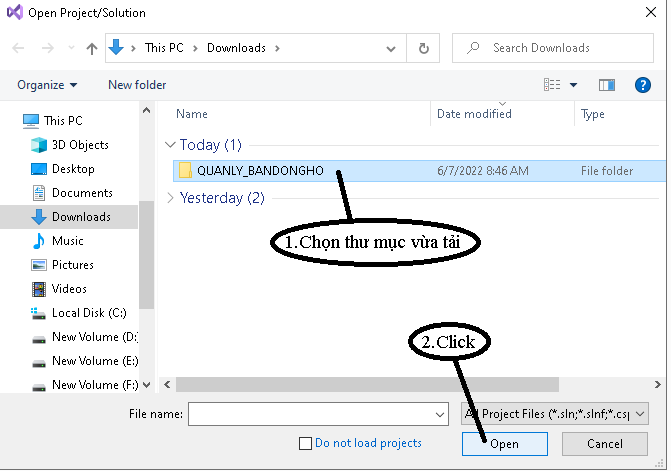 Open Project/Solution
This PC > Downloads >
Search Downloads
Organize
New folder
Name
Date modified
Type
This PC
3D Objects
Desktop
Documents
Downloads
Music
Pictures
Videos
Local Disk (C:)
New Volume (D:
New Volume (E:)
New Volume (F:)
Today (1)
QUANLY_BANDONGHO
6/7/2022 8:46 AM
File folder
Yesterday (2)
1.Chọn thư mục vừa tải
2.Click
File name:
All Project Files (*.sln;*.slnf;*.csp
Do not load projects
Open
Cancel